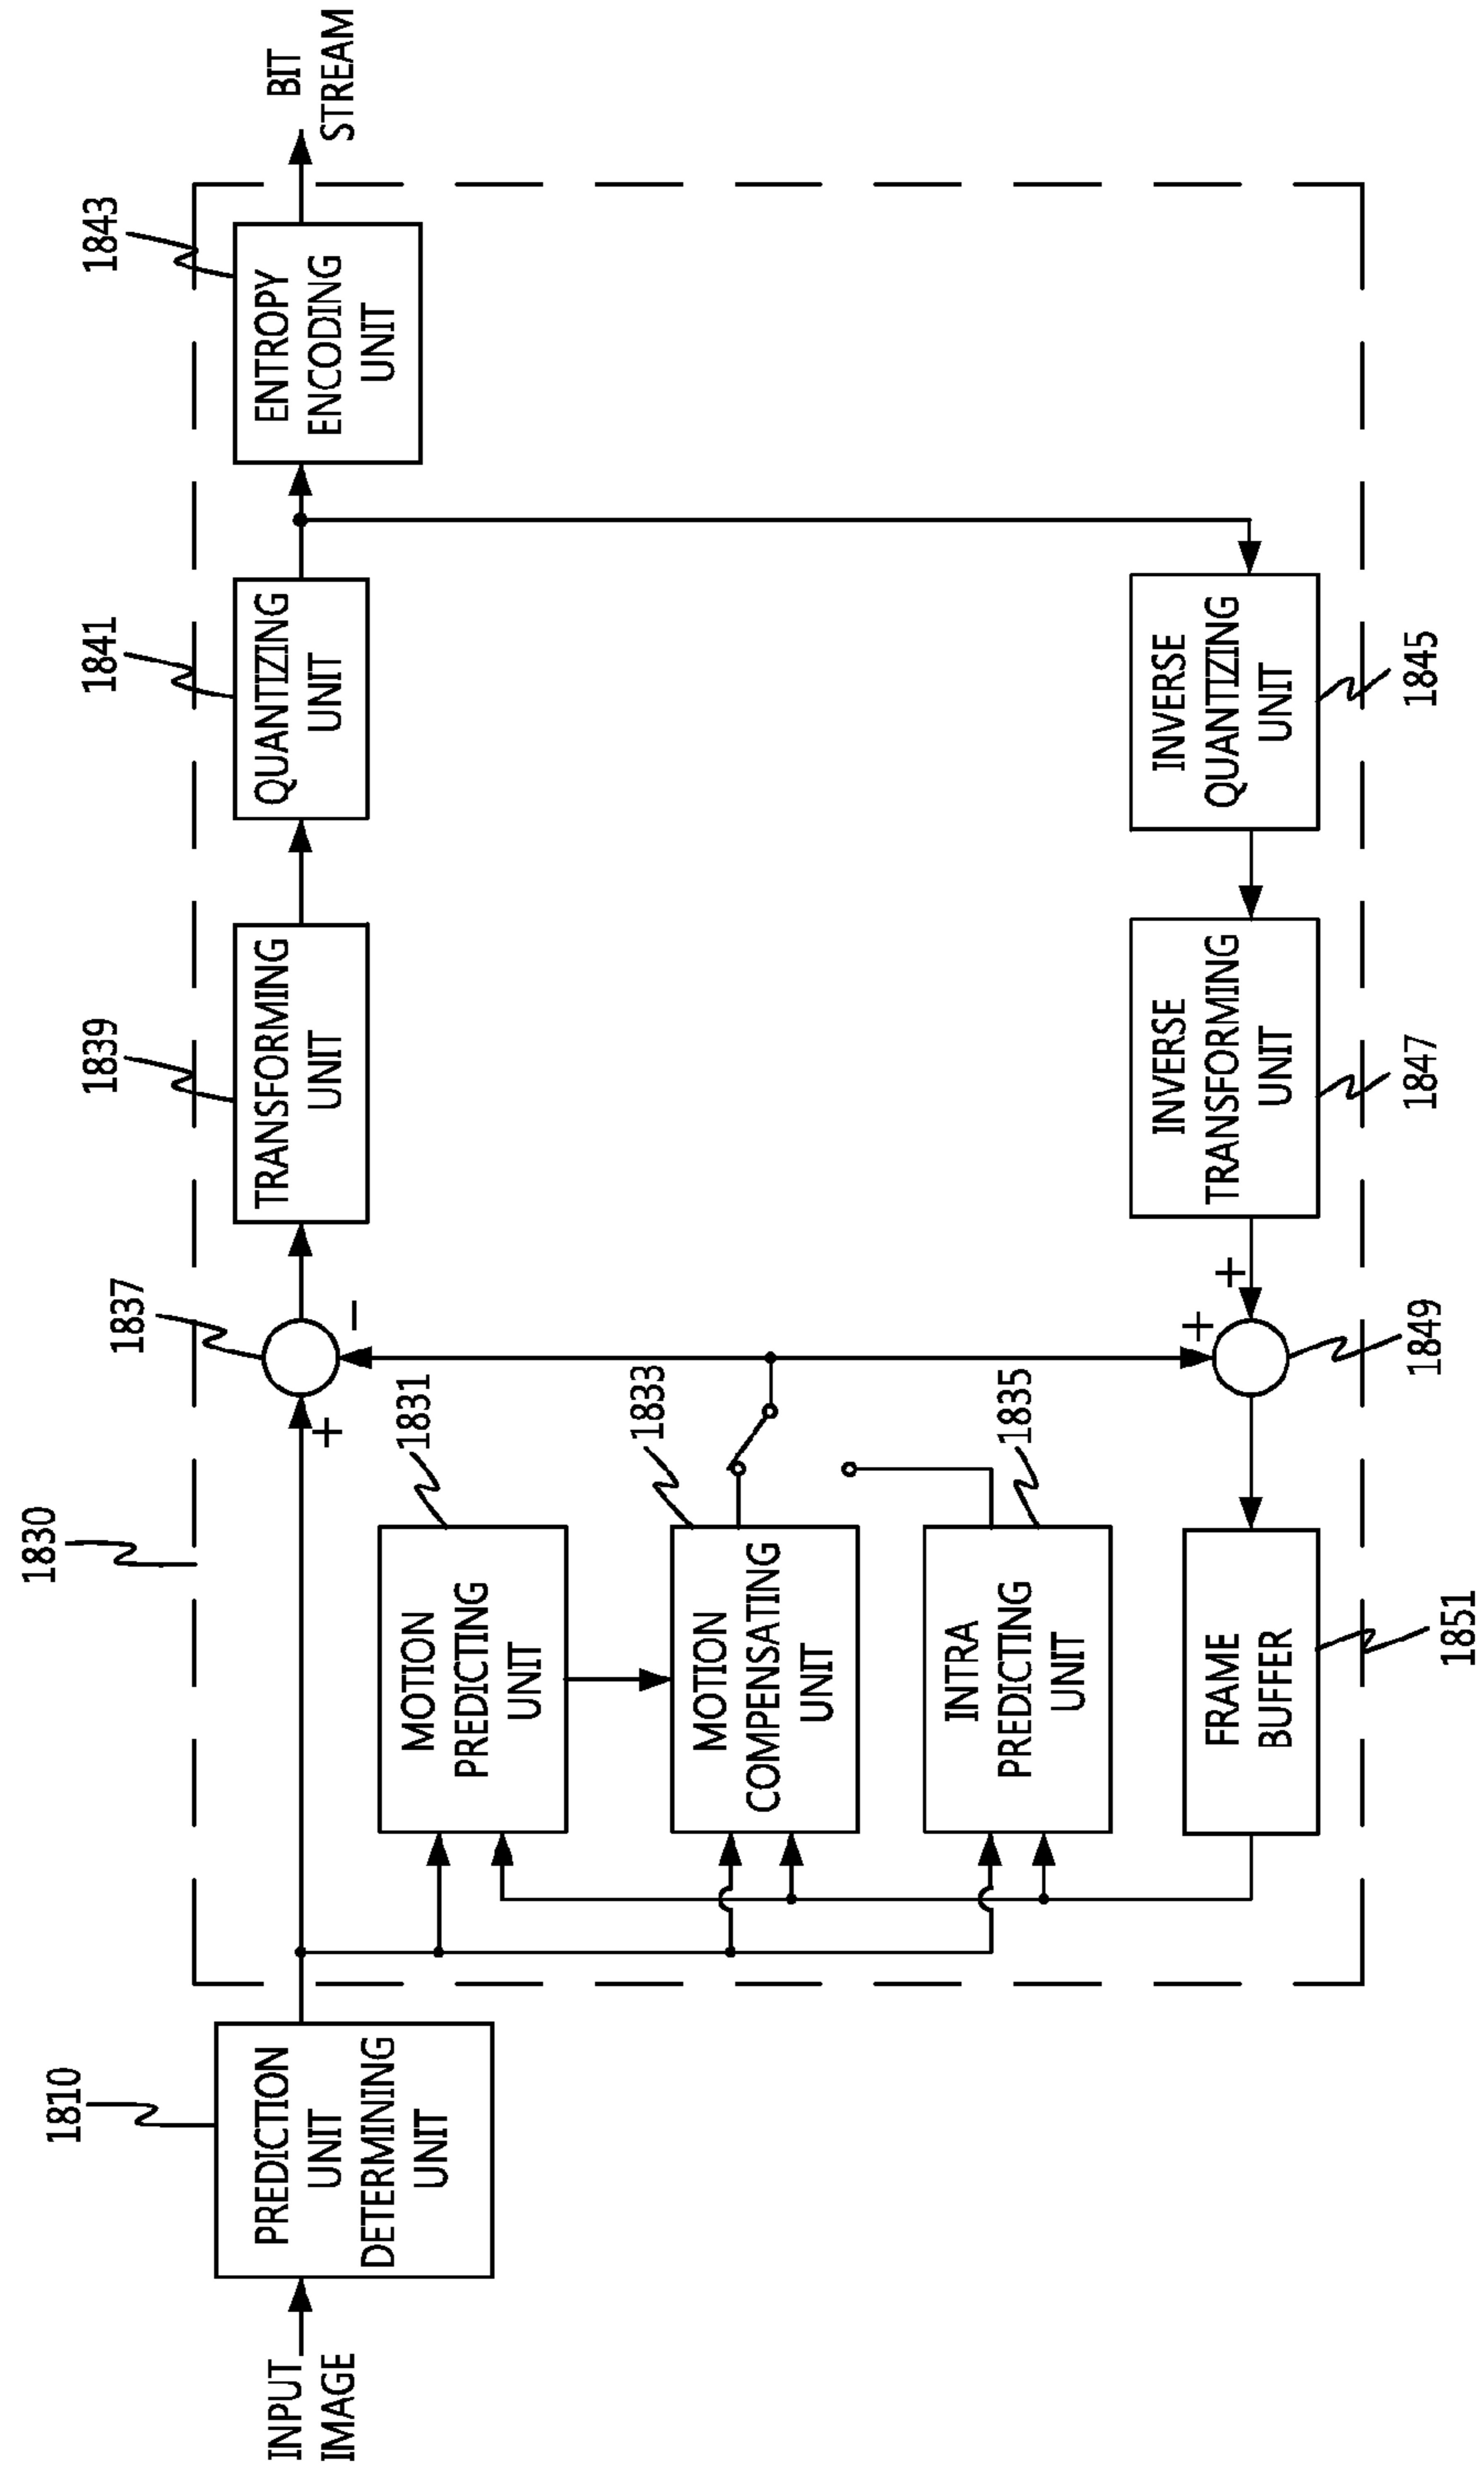 1830
1810
INPUT
IMAGE
PREDICTION
UNIT
DETERMINING
UNIT
1837
+
−
1839
TRANSFORMING
UNIT
1841
QUANTIZING
UNIT
1843
ENTROPY
ENCODING
UNIT
BIT
STREAM
1831
MOTION
PREDICTING
UNIT
1833
MOTION
COMPENSATING
UNIT
1835
INTRA
PREDICTING
UNIT
FRAME
BUFFER
1851
+
+
1849
INVERSE
TRANSFORMING
UNIT
1847
INVERSE
QUANTIZING
UNIT
1845